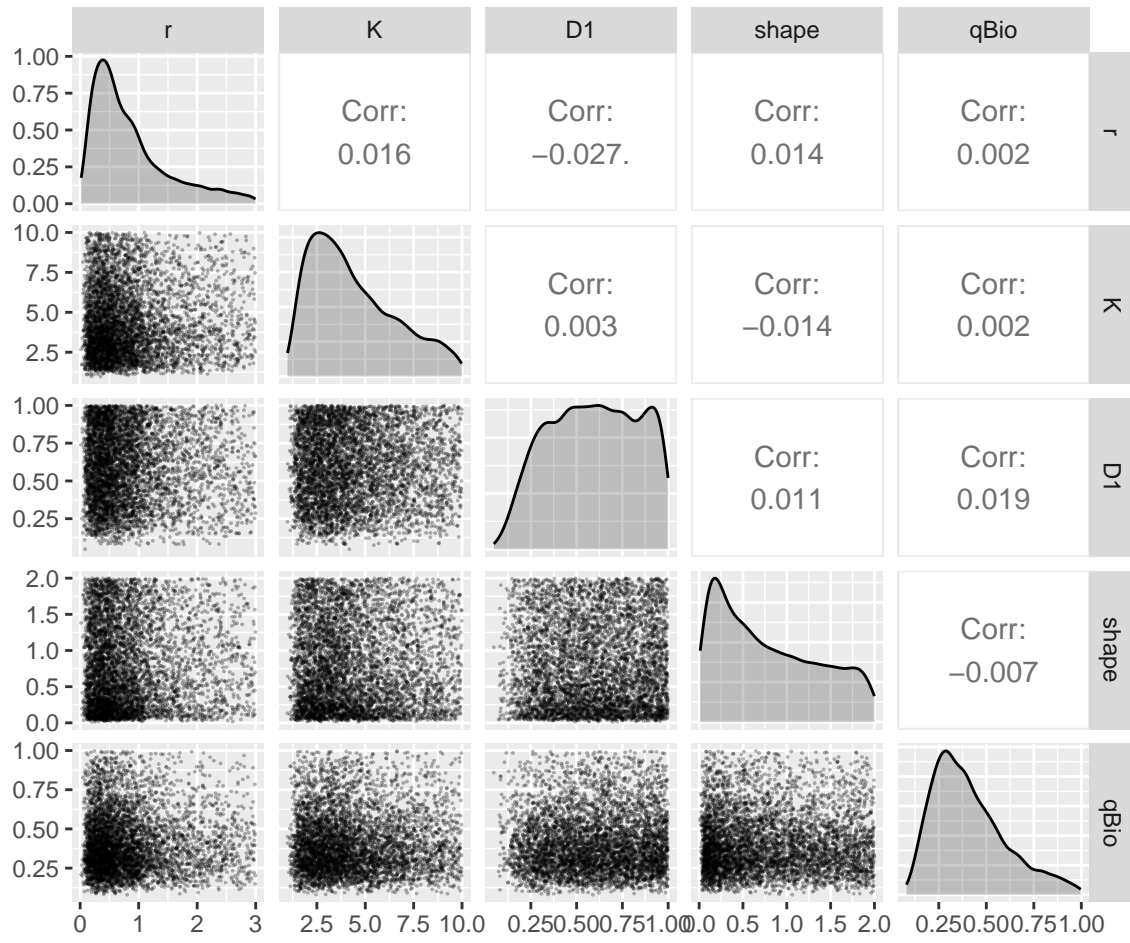 r K D1 shape qBio
1.00
0.75
0.50
0.25
0.00
Corr: Corr: Corr: Corr:
0.016 −0.027. 0.014 0.002
r
10.0
7.5
5.0
2.5
Corr: Corr: Corr:
0.003 −0.014 0.002
K
1.00
0.75
0.50
0.25
Corr: Corr:
0.011 0.019
D1
2.0
1.5
1.0
0.5
0.0
Corr:
−0.007
shape
1.00
0.75
0.50
0.25
qBio
0 1 2 3 2.5 5.0 7.5 10.0 0.25 0.50 0.75 1.00 0.0 0.5 1.0 1.5 2.0 0.25 0.50 0.75 1.00